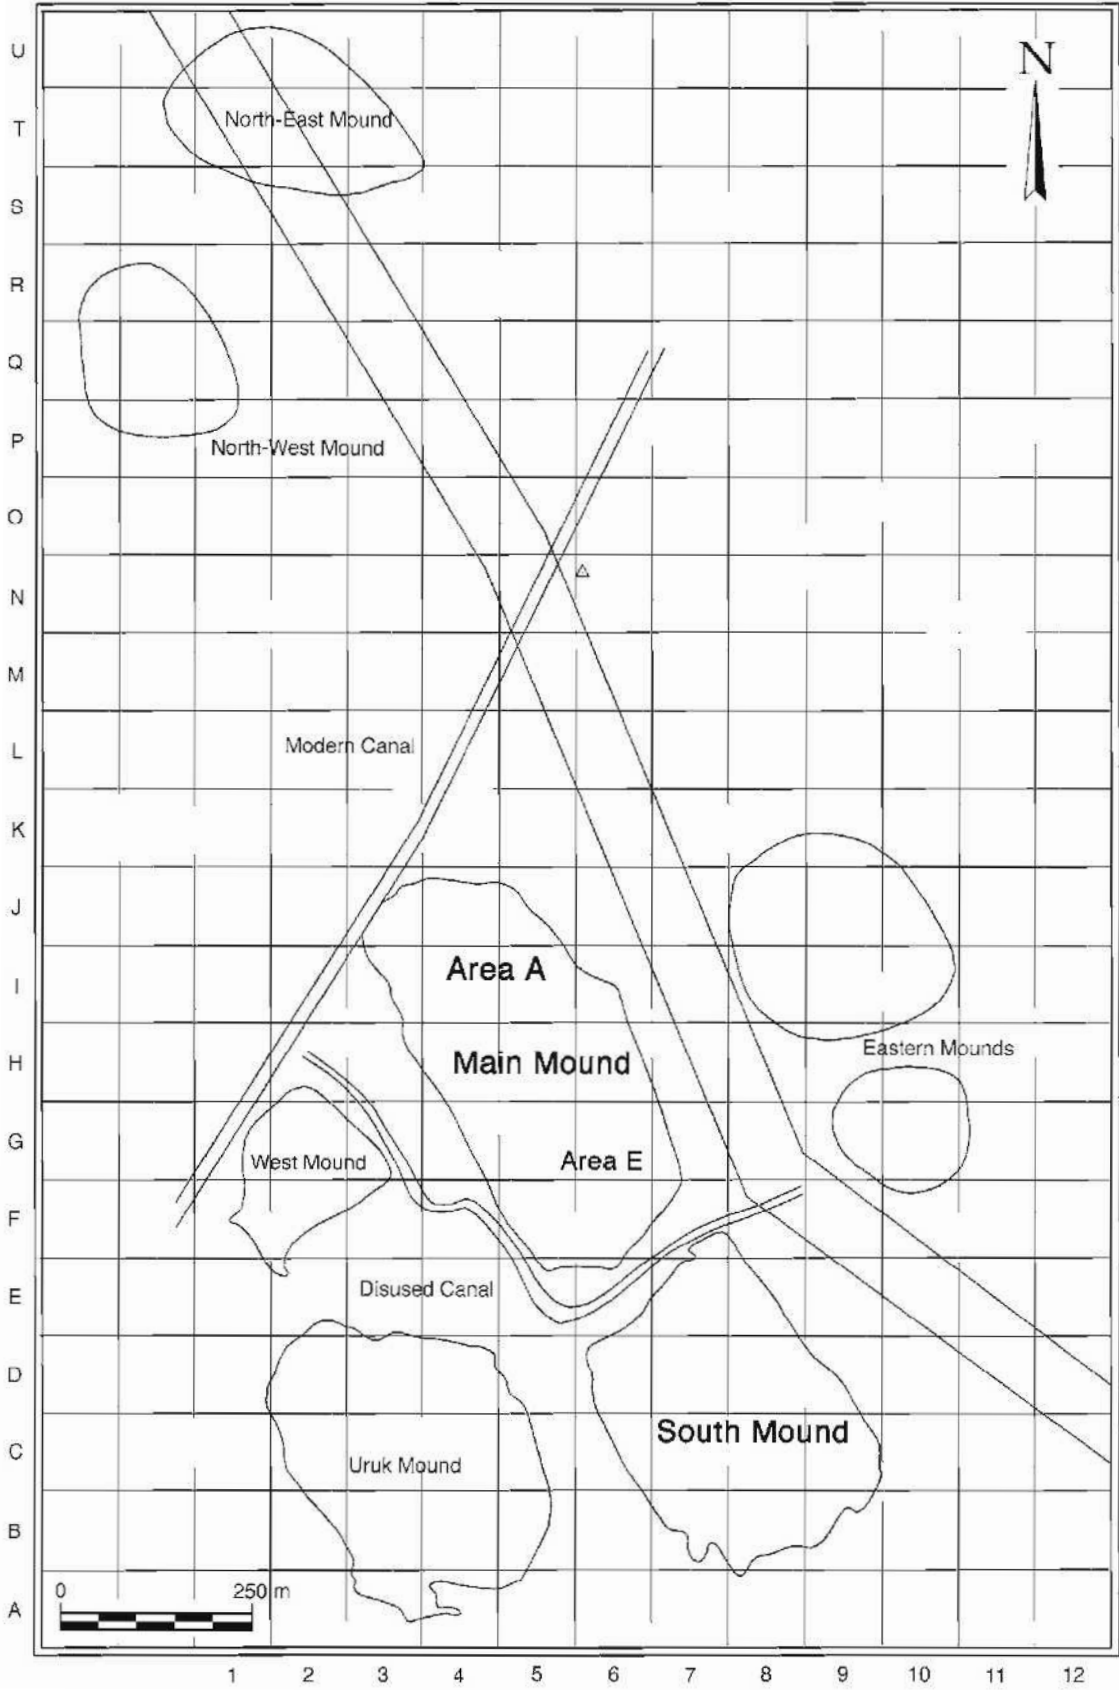 U
N
T
North-East Mound
S
R
Q
P
North-West Mound
O
N
M
L
Modern Canal
K
J
I
Area A
H
Main Mound
Eastern Mounds
G
West Mound
Area E
F
E
Disused Canal
D
C
South Mound
Uruk Mound
B
A
0 250 m
1 2 3 4 5 6 7 8 9 10 11 12